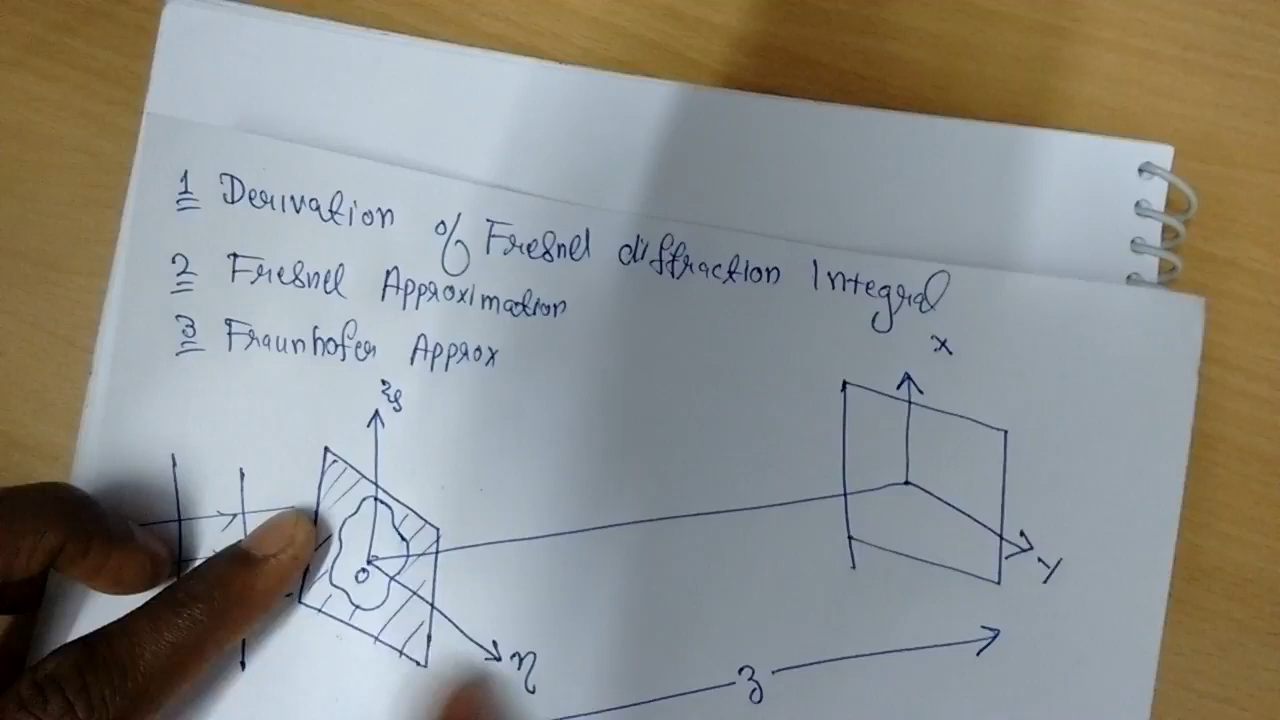 1 Derivation of Fresnel diffraction Integral
2 Fresnel Approximation
3 Fraunhofer Approx
x
ξ
O
y
η
z